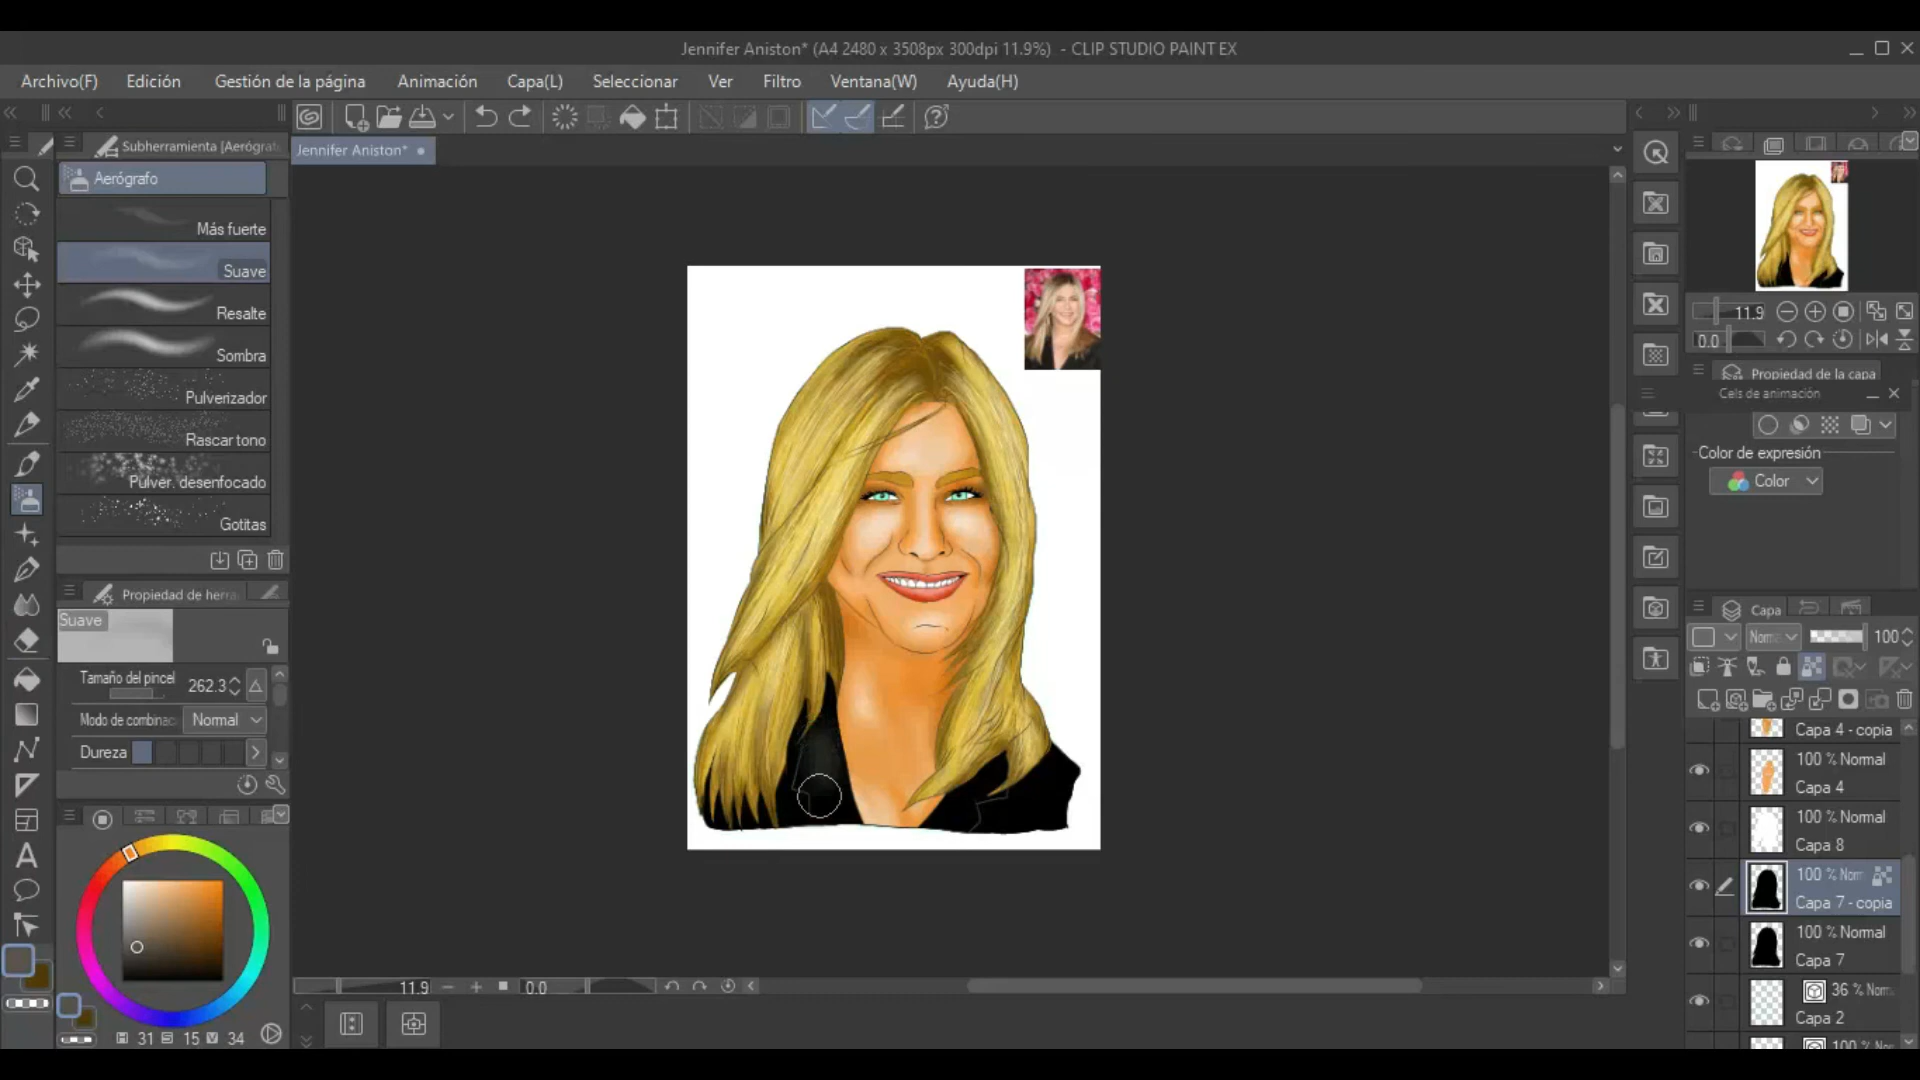 Jennifer Aniston* (A4 2480 x 3508px 300dpi 11.9%) - CLIP STUDIO PAINT EX
Archivo(F) Edición Gestión de la página Animación Capa(L) Seleccionar Ver Filtro Ventana(W) Ayuda(H)
Subherramienta [Aerógrafo
Jennifer Aniston*
Aerógrafo
Más fuerte
Suave
Resalte
Sombra
Pulverizador
Rascar tono
Pulver. desenfocado
Gotitas
Propiedad de herra
Suave
Tamaño del pincel 262.3
Modo de combinac Normal
Dureza
31 15 34
11.9 0.0
11.9
0.0
Propiedad de la capa
Cels de animación
Color de expresión
Color
Capa
Norma 100
Capa 4 - copia
100 % Normal
Capa 4
100 % Normal
Capa 8
100 % Norm
Capa 7 - copia
100 % Normal
Capa 7
36 % Norm
Capa 2
100 % Nor